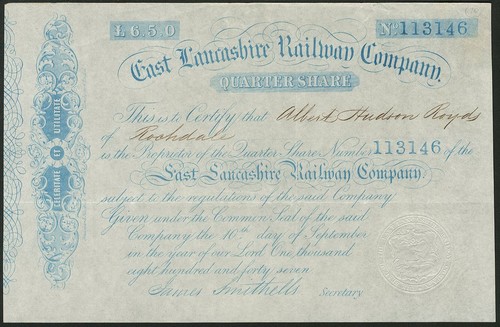 £6.5.0
No 113146
East Lancashire Railway Company.
QUARTER SHARE
This is to Certify that Albert Hudson Royds
of Rochdale
is the Proprietor of the Quarter Share Number 113146 of the
East Lancashire Railway Company
subject to the regulations of the said Company
Given under the Common Seal of the said
Company the 10th day of September
in the year of our Lord One thousand
eight hundred and forty seven
James Smithells Secretary
CELERITATE ET UTILITATE